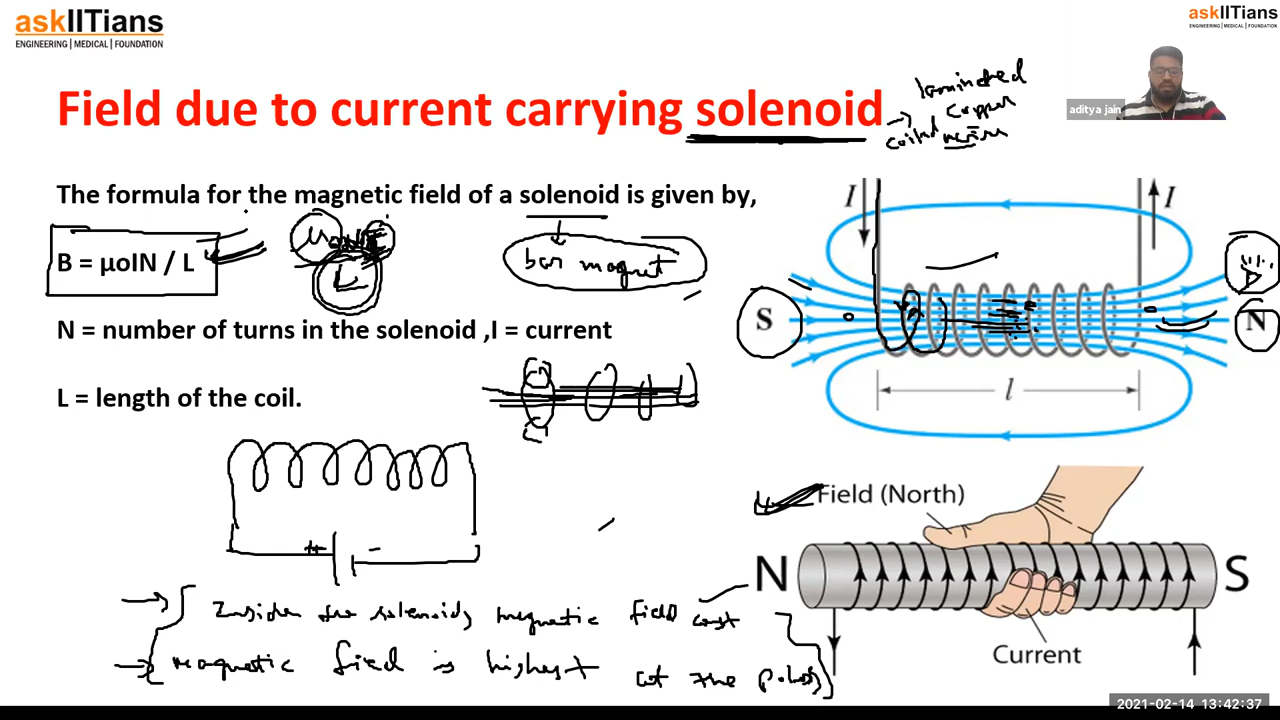 askIITians
ENGINEERING | MEDICAL | FOUNDATION
askIITians
ENGINEERING | MEDICAL | FOUNDATION
aditya jain
Field due to current carrying solenoid
coiled copper
The formula for the magnetic field of a solenoid is given by,
B = μoIN / L
L
bar magnet
N = number of turns in the solenoid ,I = current
L = length of the coil.
I
I
S
N
l
+
-
Field (North)
N
S
Current
Inside the solenoid, magnetic field const
magnetic field is highest at the poles
2021-02-14 13:42:37